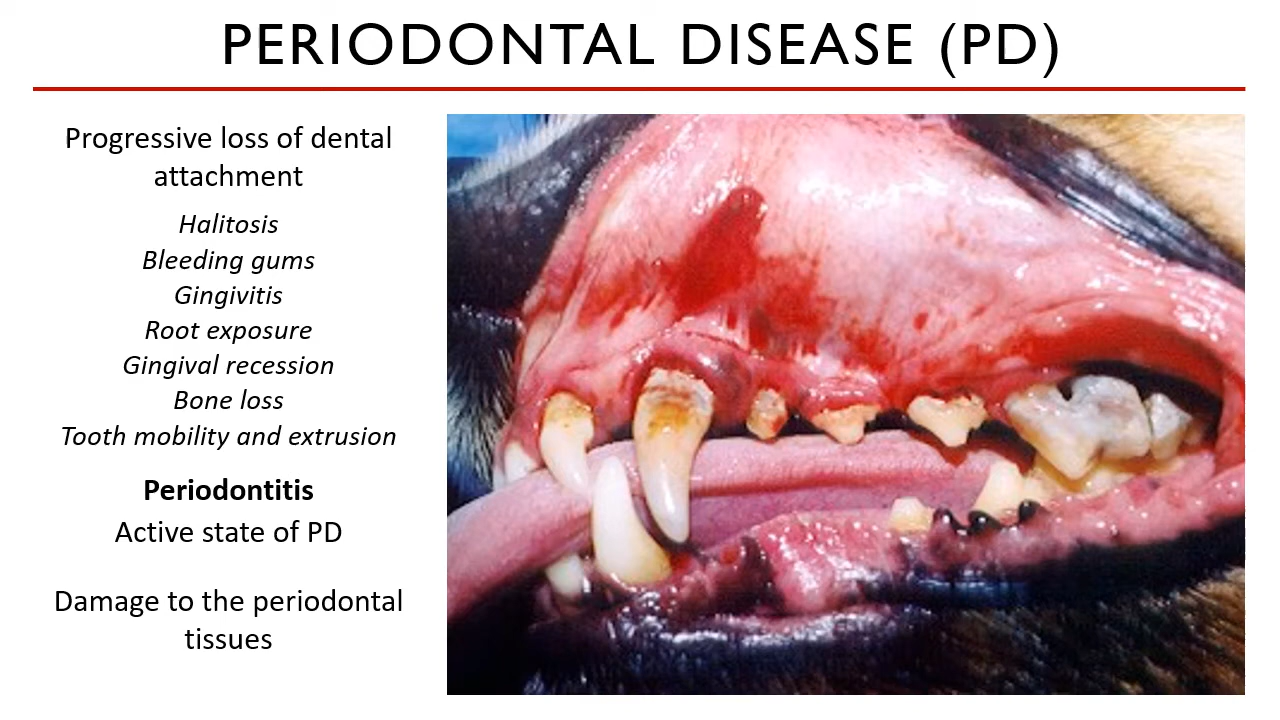 PERIODONTAL DISEASE (PD)
Progressive loss of dental
attachment
Halitosis
Bleeding gums
Gingivitis
Root exposure
Gingival recession
Bone loss
Tooth mobility and extrusion
Periodontitis
Active state of PD
Damage to the periodontal
tissues